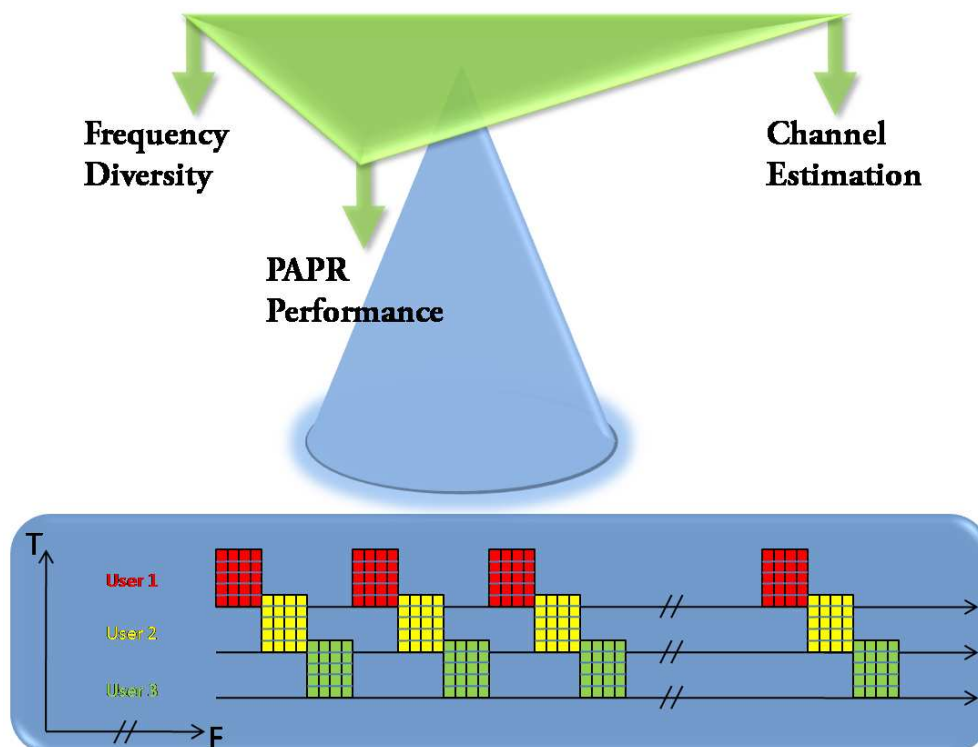 Frequency
Diversity
Channel
Estimation
PAPR
Performance
T
User 1
User 2
User 3
F